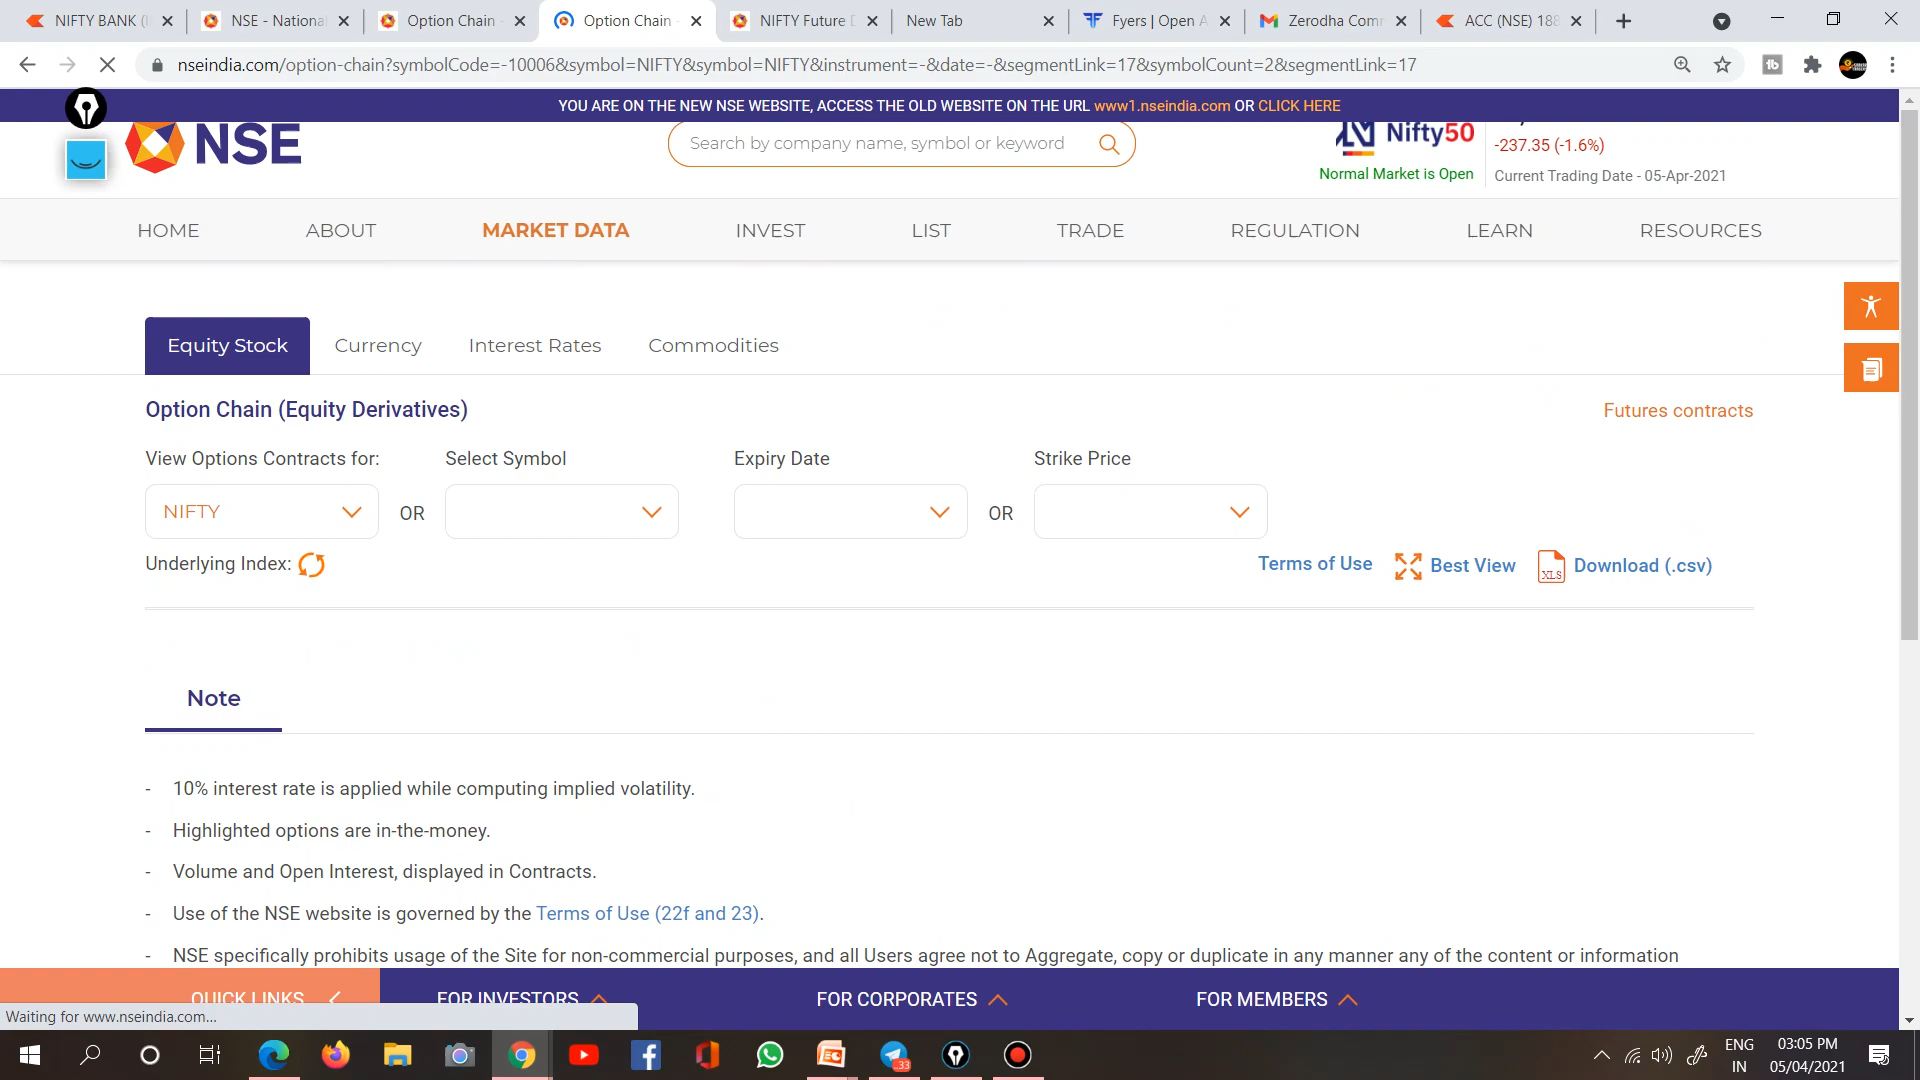 NIFTY BANK (
NSE - Nationa
Option Chain
Option Chain -
NIFTY Future D
New Tab
Fyers | Open A
Zerodha Comm
ACC (NSE) 188
nseindia.com/option-chain?symbolCode=-10006&symbol=NIFTY&symbol=NIFTY&instrument=-&date=-&segmentLink=17&symbolCount=2&segmentLink=17
YOU ARE ON THE NEW NSE WEBSITE, ACCESS THE OLD WEBSITE ON THE URL www1.nseindia.com OR CLICK HERE
NSE
Search by company name, symbol or keyword
Nifty50
-237.35 (-1.6%)
Normal Market is Open
Current Trading Date - 05-Apr-2021
HOME
ABOUT
MARKET DATA
INVEST
LIST
TRADE
REGULATION
LEARN
RESOURCES
Equity Stock
Currency
Interest Rates
Commodities
Option Chain (Equity Derivatives)
Futures contracts
View Options Contracts for:
Select Symbol
Expiry Date
Strike Price
NIFTY
OR
OR
Underlying Index:
Terms of Use
Best View
XLS
Download (.csv)
Note
- 10% interest rate is applied while computing implied volatility.
- Highlighted options are in-the-money.
- Volume and Open Interest, displayed in Contracts.
- Use of the NSE website is governed by the Terms of Use (22f and 23).
- NSE specifically prohibits usage of the Site for non-commercial purposes, and all Users agree not to Aggregate, copy or duplicate in any manner any of the content or information
QUICK LINKS
FOR INVESTORS
FOR CORPORATES
FOR MEMBERS
Waiting for www.nseindia.com...
33
ENG
IN
03:05 PM
05/04/2021